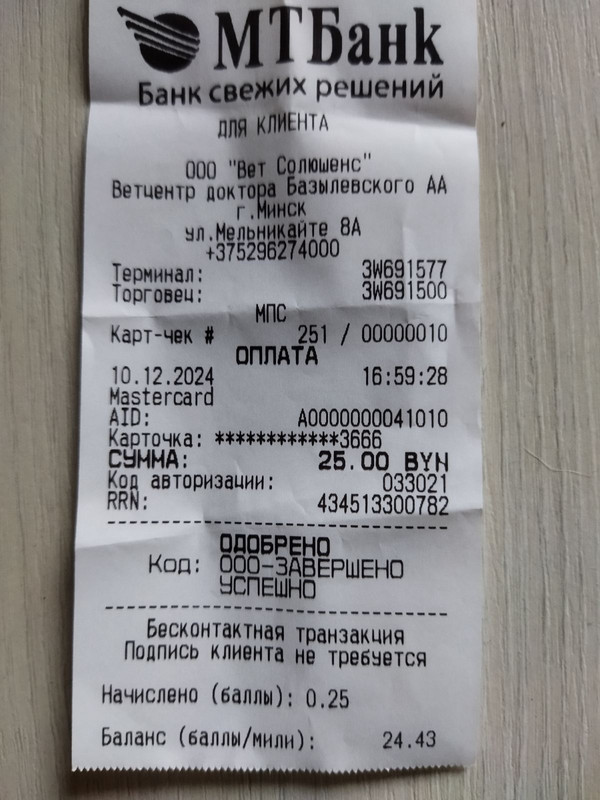 МТБанк
Банк свежих решений
ДЛЯ КЛИЕНТА
ООО "Вет Солюшенс"
Ветцентр доктора Базылевского АА
г.Минск
ул.Мельникайте 8А
+375296274000
Терминал: 3W691577
Торговец: 3W691500
МПС
Карт-чек # 251 / 00000010
ОПЛАТА
10.12.2024 16:59:28
Mastercard
AID: A0000000041010
Карточка: ************3666
СУММА: 25.00 BYN
Код авторизации: 033021
RRN: 434513300782
ОДОБРЕНО
Код: 000-ЗАВЕРШЕНО
УСПЕШНО
Бесконтактная транзакция
Подпись клиента не требуется
Начислено (баллы): 0.25
Баланс (баллы/мили): 24.43